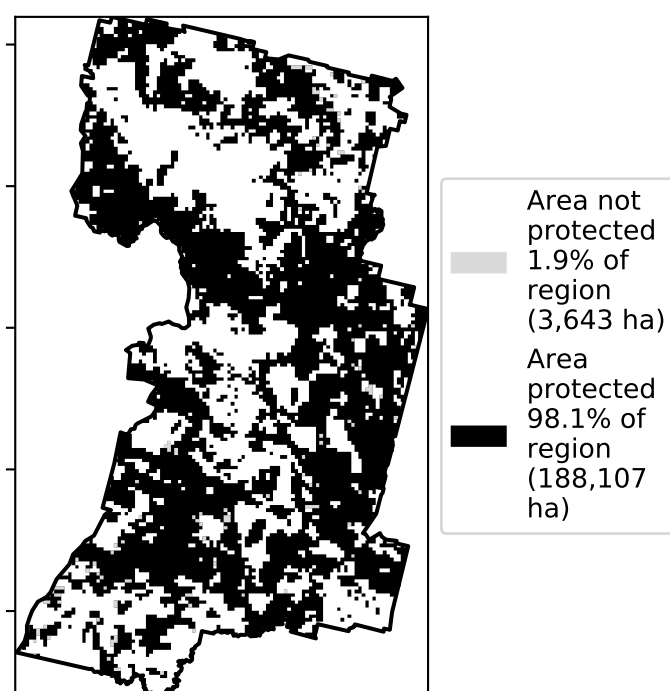 Area not
protected
1.9% of
region
(3,643 ha)
Area
protected
98.1% of
region
(188,107
ha)